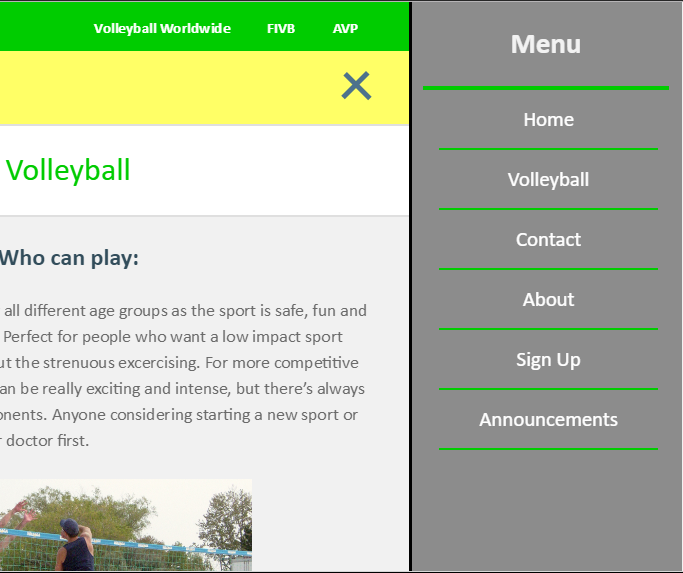 Volleyball Worldwide FIVB AVP
Volleyball
Who can play:
all different age groups as the sport is safe, fun and
Perfect for people who want a low impact sport
the strenuous excercising. For more competitive
can be really exciting and intense, but there's always
Anyone considering starting a new sport or
doctor first.
Menu
Home
Volleyball
Contact
About
Sign Up
Announcements